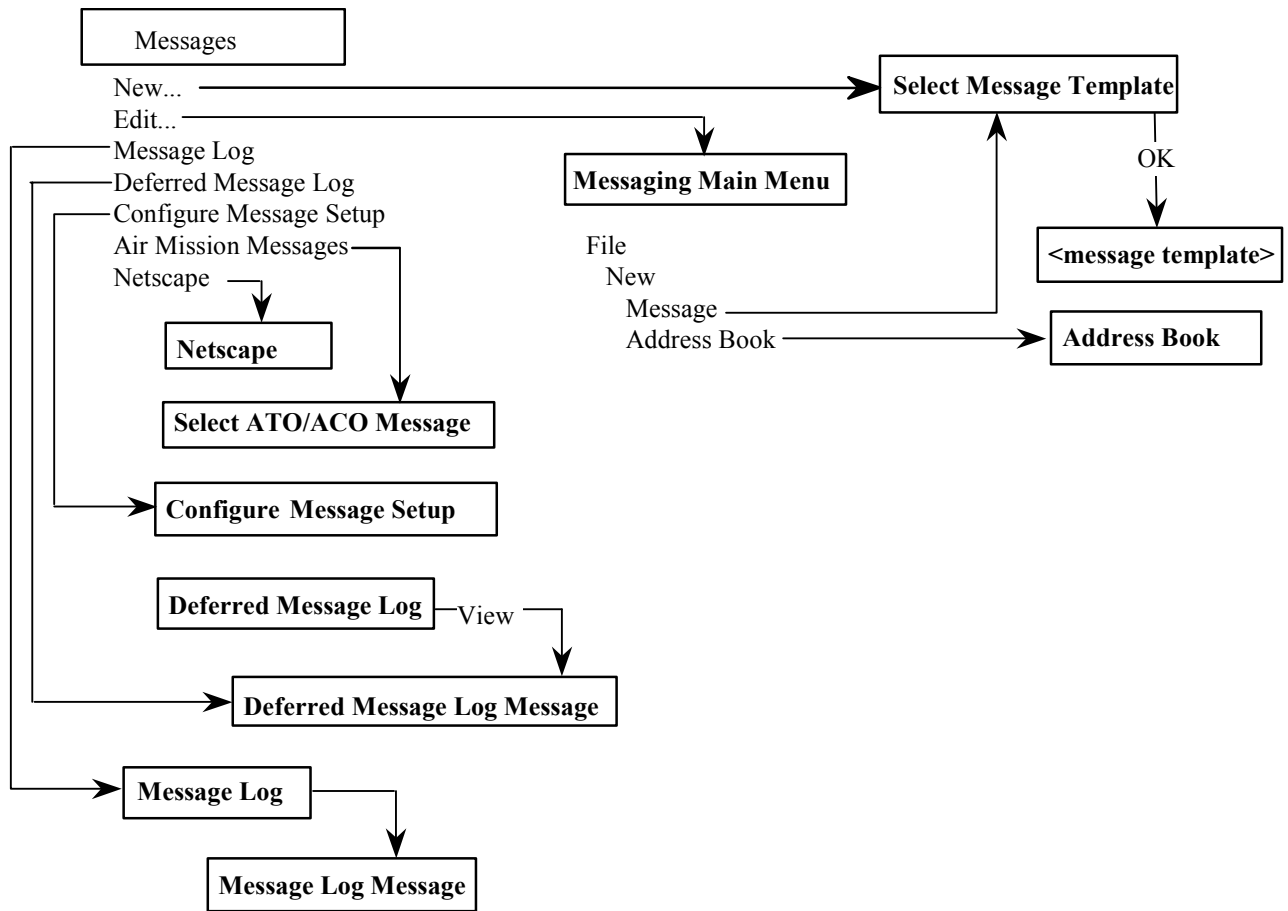 Messages
New...
Edit...
Message Log
Deferred Message Log
Configure Message Setup
Air Mission Messages
Netscape
Select Message Template
OK
<message template>
Messaging Main Menu
File
New
Message
Address Book
Address Book
Netscape
Select ATO/ACO Message
Configure Message Setup
Deferred Message Log
View
Deferred Message Log Message
Message Log
Message Log Message